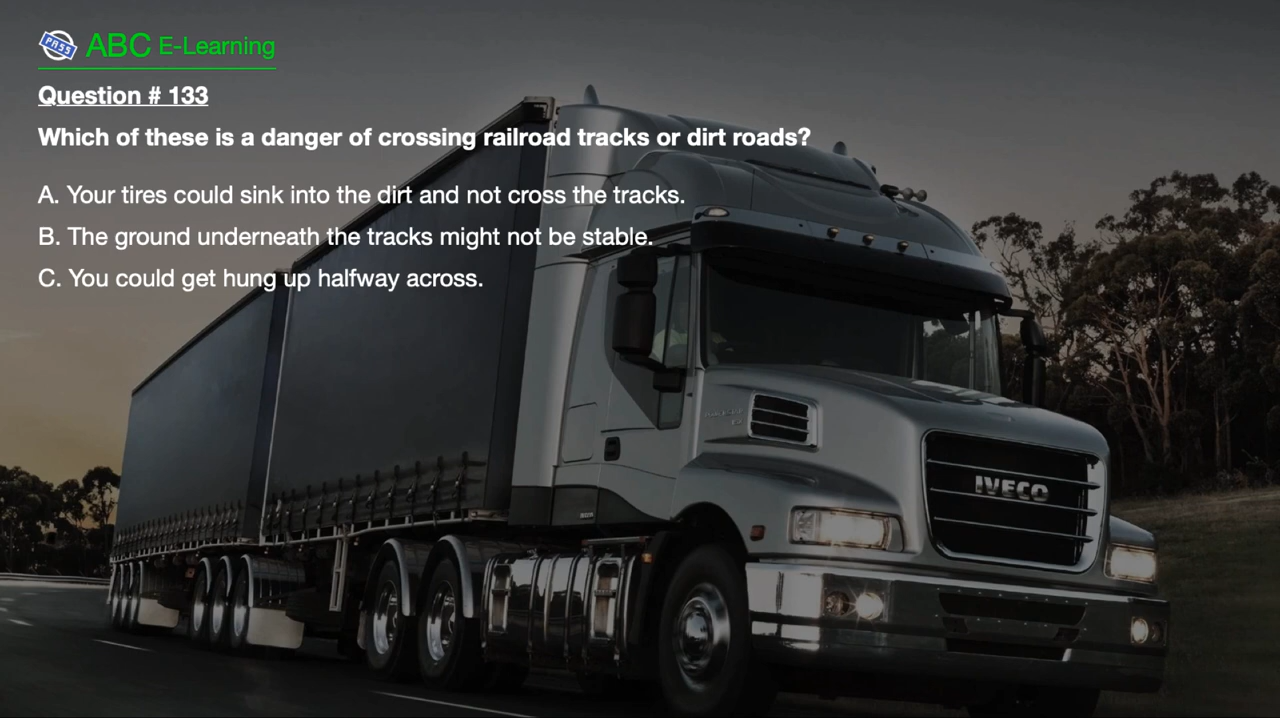 PASS ABC E-Learning
Question # 133
Which of these is a danger of crossing railroad tracks or dirt roads?
A. Your tires could sink into the dirt and not cross the tracks.
B. The ground underneath the tracks might not be stable.
C. You could get hung up halfway across.
IVECO